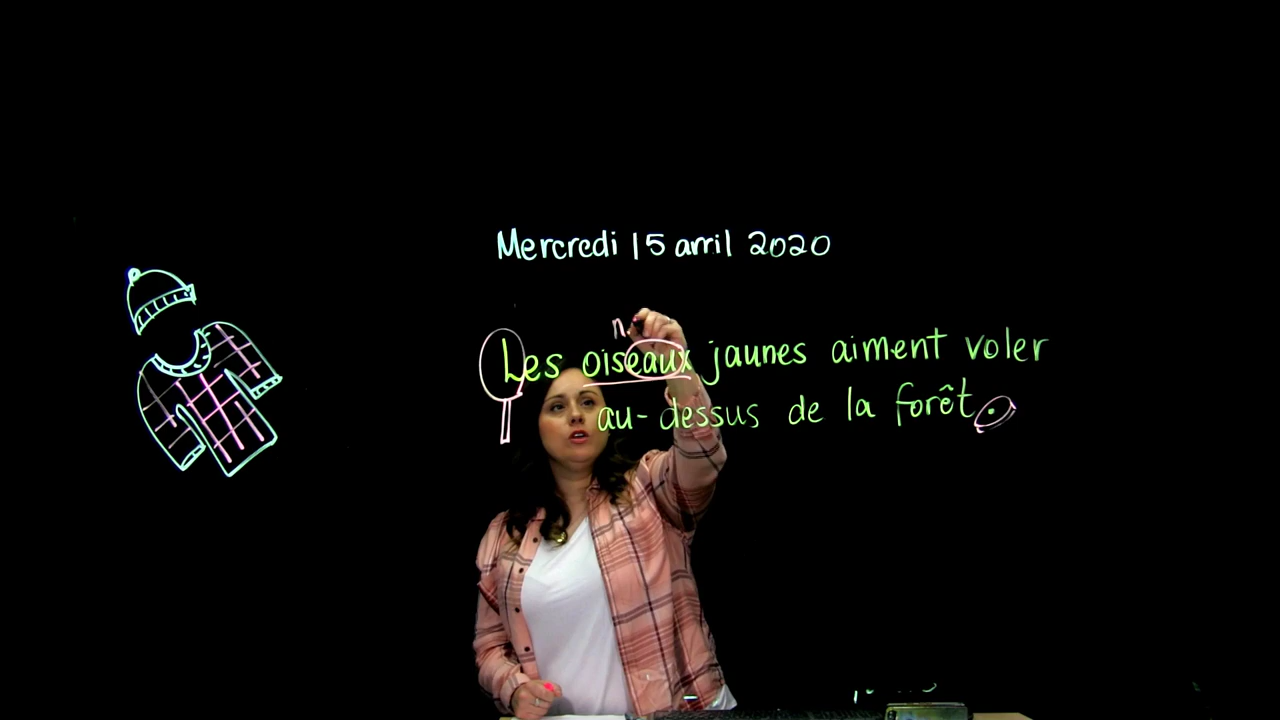 Mercredi 15 avril 2020
n.
Les oiseaux jaunes aiment voler
au-dessus de la forêt.